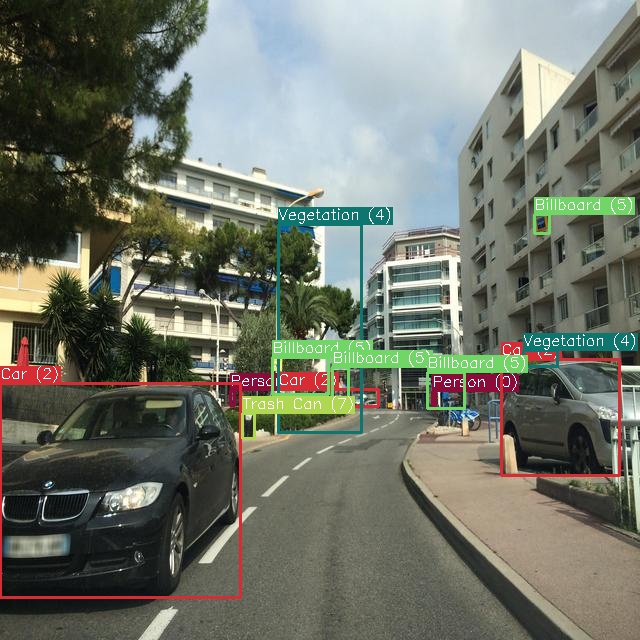 Vegetation (4)
Billboard (5)
Vegetation (4)
Billboard (5)
Billboard (5)
Billboard (5)
Car (2)
Car (2)
Person (0)
Trash Can (7)